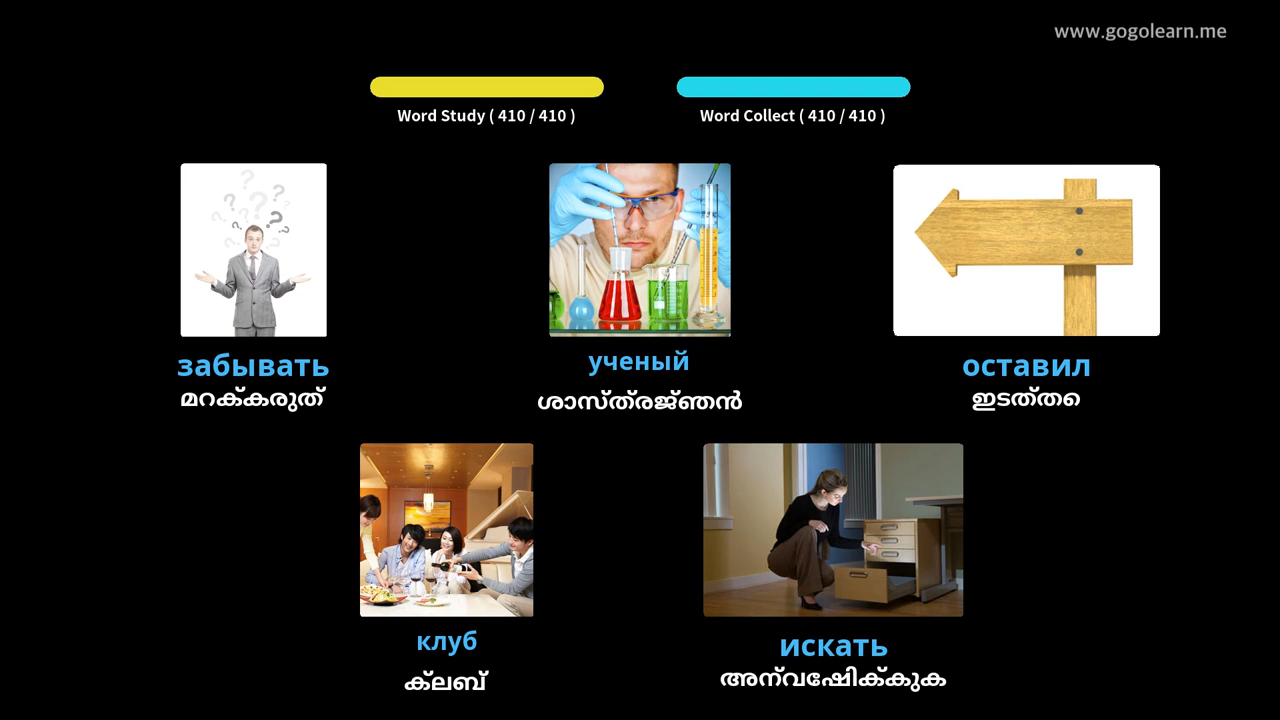 www.gogolearn.me
Word Study ( 410 / 410 )
Word Collect ( 410 / 410 )
забывать
മറക്കരുത്
ученый
ശാസ്ത്രജ്ഞൻ
оставил
ഇടത്തെ
клуб
ക്ലബ്
искать
അന്വേഷിക്കുക